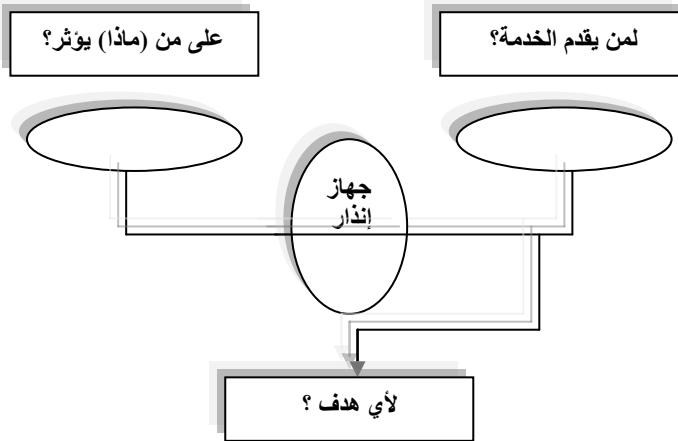 لمن يقدم الخدمة؟
على من (ماذا) يؤثر؟
جهاز
إنذار
لأي هدف ؟